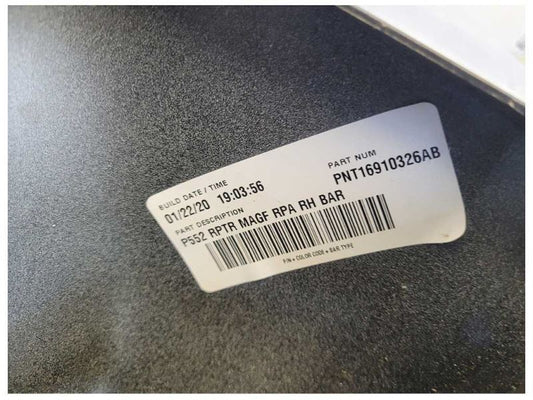 BUILD DATE / TIME
01/22/20 19:03:56
PART NUM
PNT16910326AB
PART DESCRIPTION
P552 RPTR MAGF RPA RH BAR
P/N + COLOR CODE + BAR TYPE